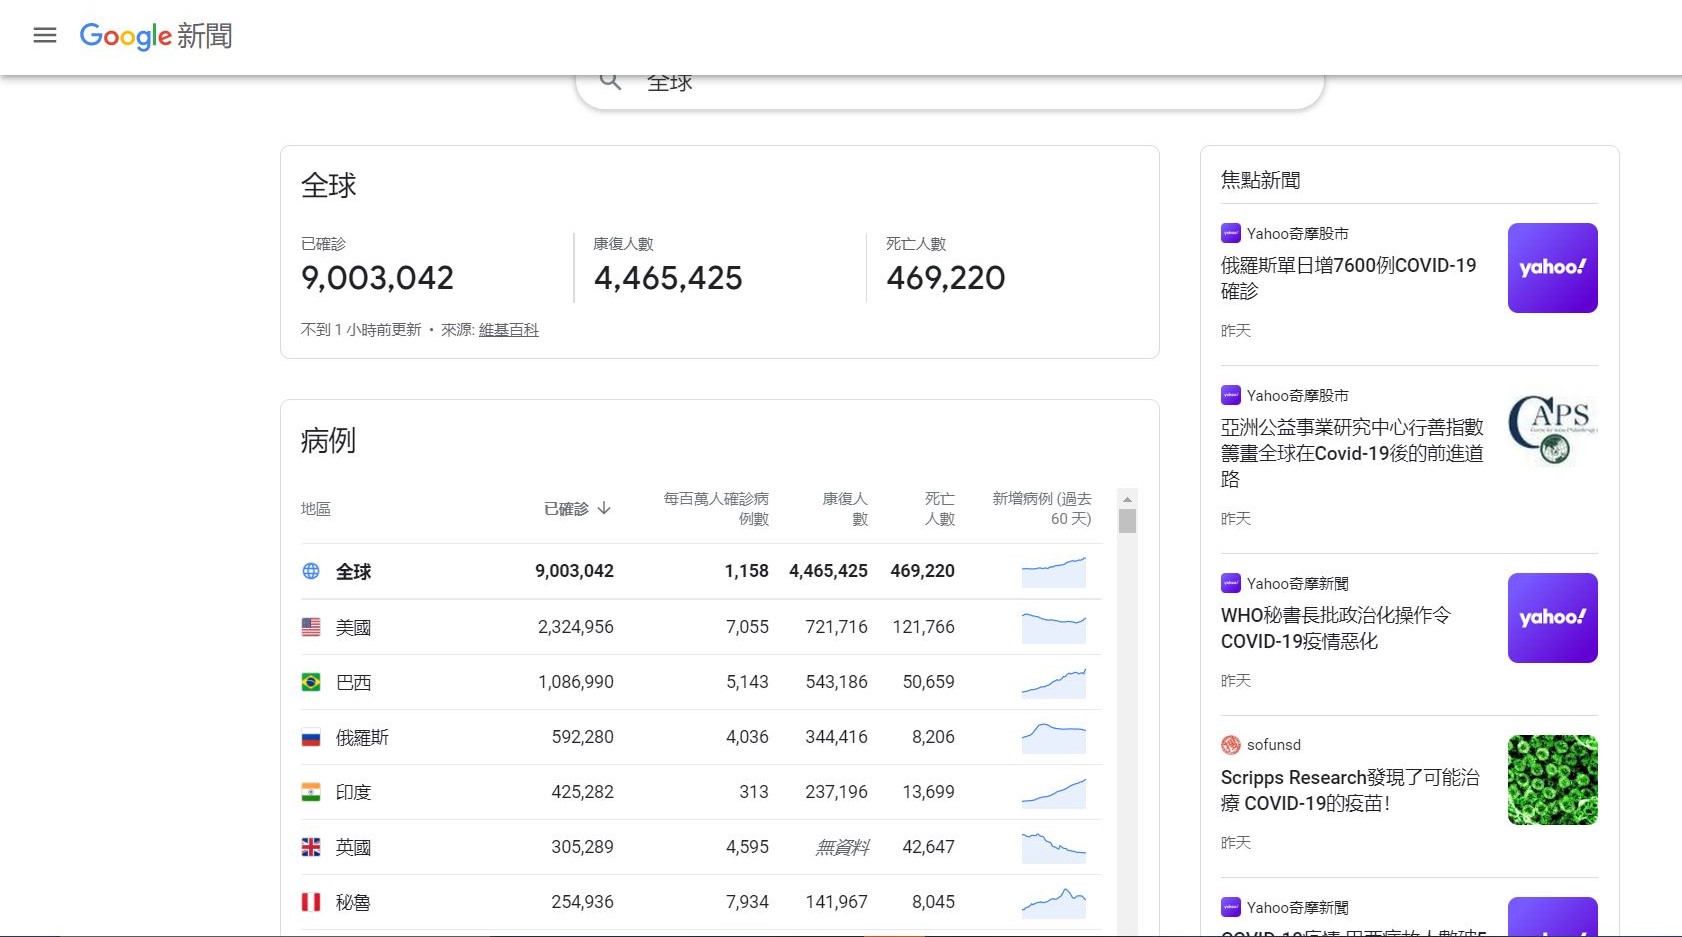 Google 新聞
全球
全球
已確診
9,003,042
康復人數
4,465,425
死亡人數
469,220
不到 1 小時前更新 • 來源: 維基百科
病例
地區
已確診
每百萬人確診病
例數
康復人
數
死亡
人數
新增病例 (過去
60 天)
全球 9,003,042 1,158 4,465,425 469,220
美國 2,324,956 7,055 721,716 121,766
巴西 1,086,990 5,143 543,186 50,659
俄羅斯 592,280 4,036 344,416 8,206
印度 425,282 313 237,196 13,699
英國 305,289 4,595 無資料 42,647
秘魯 254,936 7,934 141,967 8,045
焦點新聞
Yahoo奇摩股市
俄羅斯單日增7600例COVID-19
確診
昨天
yahoo!
Yahoo奇摩股市
亞洲公益事業研究中心行善指數
籌畫全球在Covid-19後的前進道
路
昨天
CAPS
Yahoo奇摩新聞
WHO秘書長批政治化操作令
COVID-19疫情惡化
昨天
yahoo!
sofunsd
Scripps Research發現了可能治
療 COVID-19的疫苗!
昨天
Yahoo奇摩新聞